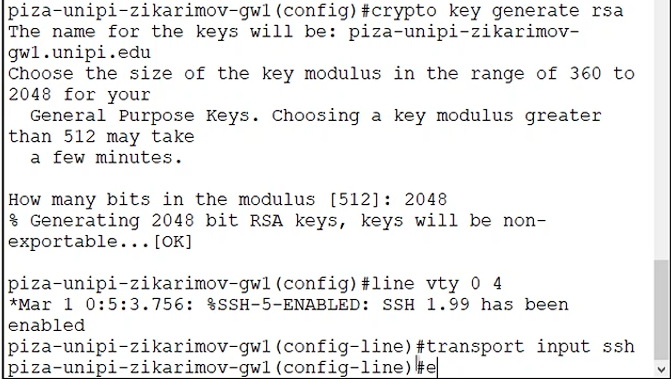 piza-unipi-zikarimov-gw1(config)#crypto key generate rsa
The name for the keys will be: piza-unipi-zikarimov-
gw1.unipi.edu
Choose the size of the key modulus in the range of 360 to
2048 for your
  General Purpose Keys. Choosing a key modulus greater
than 512 may take
  a few minutes.

How many bits in the modulus [512]: 2048
% Generating 2048 bit RSA keys, keys will be non-
exportable...[OK]

piza-unipi-zikarimov-gw1(config)#line vty 0 4
*Mar 1 0:5:3.756: %SSH-5-ENABLED: SSH 1.99 has been
enabled
piza-unipi-zikarimov-gw1(config-line)#transport input ssh
piza-unipi-zikarimov-gw1(config-line)#e